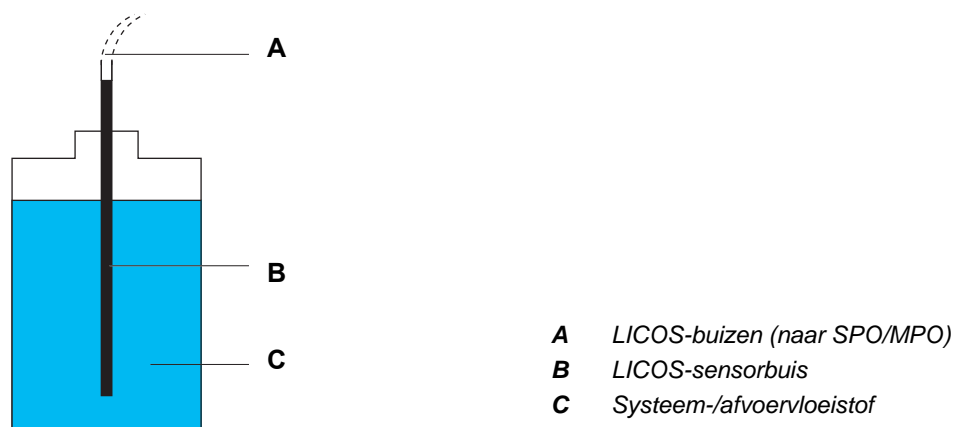 A
B
C
A LICOS-buizen (naar SPO/MPO)
B LICOS-sensorbuis
C Systeem-/afvoervloeistof